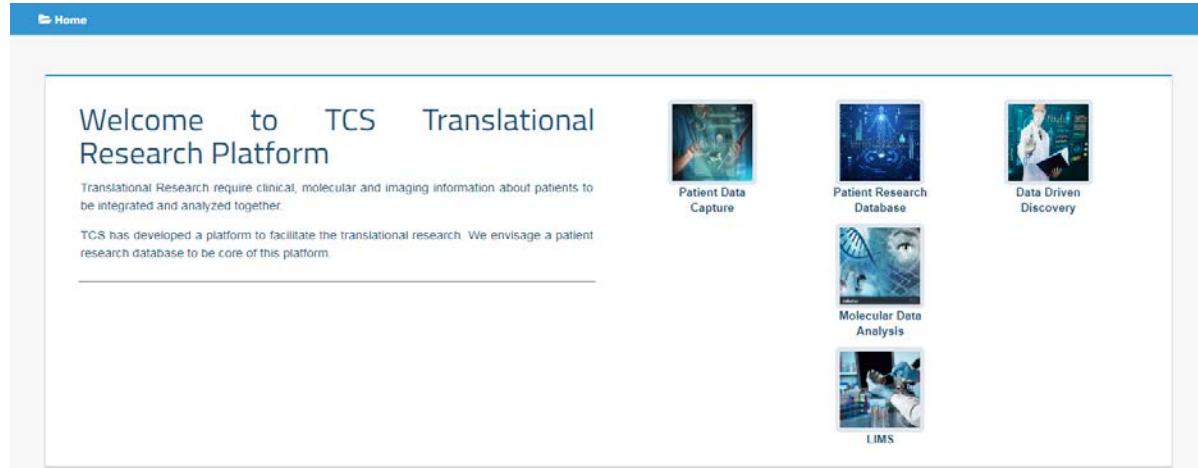 Home
Welcome to TCS Translational
Research Platform
Translational Research require clinical, molecular and imaging information about patients to
be integrated and analyzed together.
TCS has developed a platform to facilitate the translational research. We envisage a patient
research database to be core of this platform.
Patient Data
Capture
Patient Research
Database
Data Driven
Discovery
Molecular Data
Analysis
LIMS